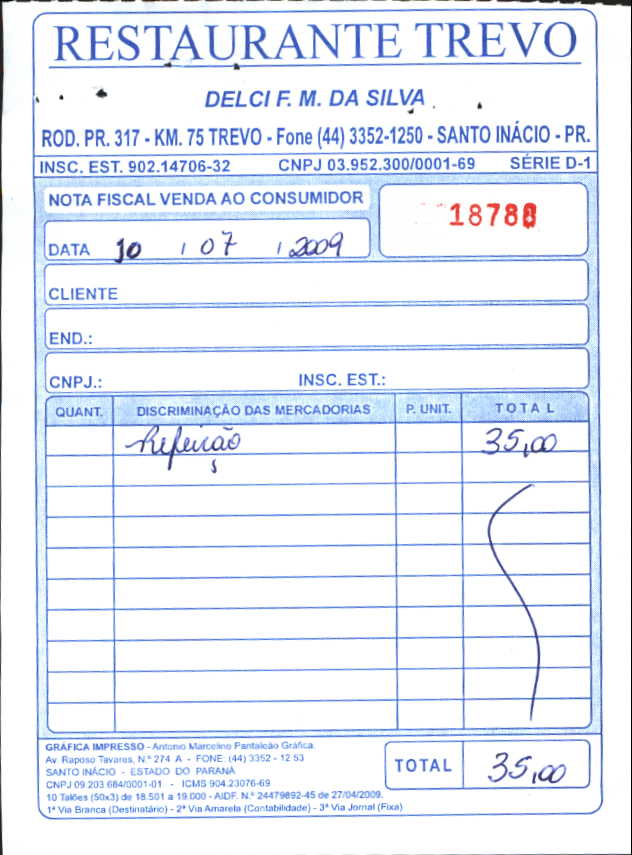 RESTAURANTE TREVO
DELCI F. M. DA SILVA
ROD. PR. 317 - KM. 75 TREVO - Fone (44) 3352-1250 - SANTO INÁCIO - PR.
INSC. EST. 902.14706-32 CNPJ 03.952.300/0001-69 SÉRIE D-1
NOTA FISCAL VENDA AO CONSUMIDOR
18788
DATA 10 / 07 / 2009
CLIENTE
END.:
CNPJ.: INSC. EST.:
QUANT. DISCRIMINAÇÃO DAS MERCADORIAS P. UNIT. TOTAL
Refeição 35,00
GRÁFICA IMPRESSO - Antonio Marcelino Pantaleão Gráfica.
Av. Raposo Tavares, N.º 274 A - FONE: (44) 3352 - 12 53
SANTO INÁCIO - ESTADO DO PARANÁ
CNPJ 09.203.684/0001-01 - ICMS 904.23076-69
10 Talões (50x3) de 18.501 a 19.000 - AIDF. N.º 24479892-45 de 27/04/2009.
1ª Via Branca (Destinatário) - 2ª Via Amarela (Contabilidade) - 3ª Via Jornal (Fixa)
TOTAL 35,00